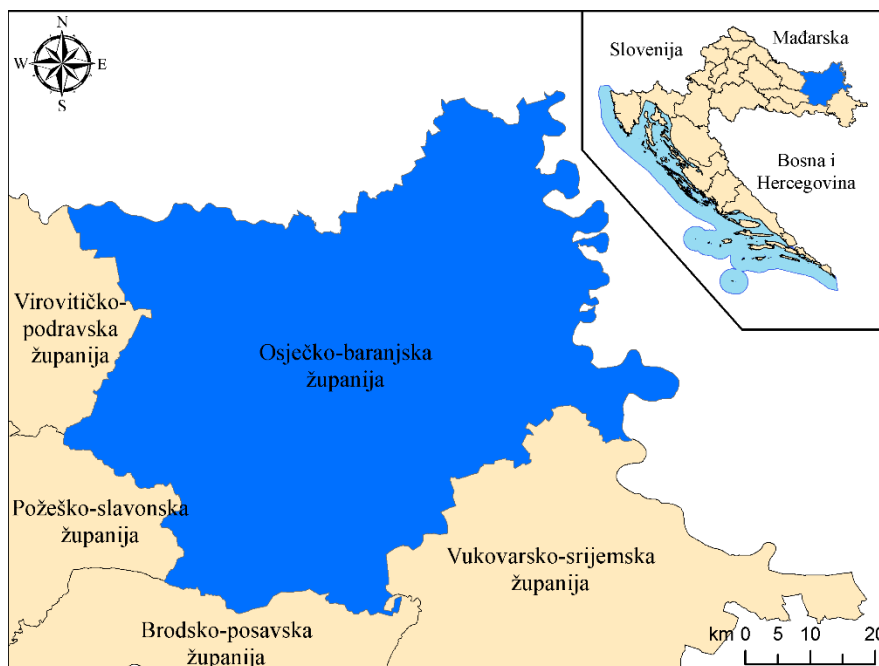 N
W E
S
Slovenija
Mađarska
Bosna i
Hercegovina
Virovitičko-
podravska
županija
Osječko-baranjska
županija
Požeško-slavonska
županija
Vukovarsko-srijemska
županija
Brodsko-posavska
županija
km 0 5 10 20